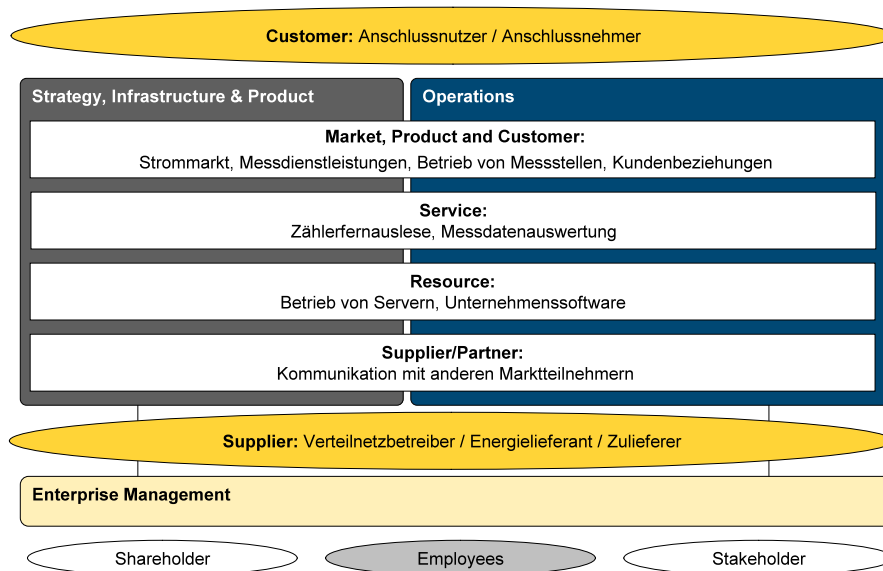 Customer: Anschlussnutzer / Anschlussnehmer
Strategy, Infrastructure & Product
Operations
Market, Product and Customer:
Strommarkt, Messdienstleistungen, Betrieb von Messstellen, Kundenbeziehungen
Service:
Zählerfernauslese, Messdatenauswertung
Resource:
Betrieb von Servern, Unternehmenssoftware
Supplier/Partner:
Kommunikation mit anderen Marktteilnehmern
Supplier: Verteilnetzbetreiber / Energielieferant / Zulieferer
Enterprise Management
Shareholder
Employees
Stakeholder